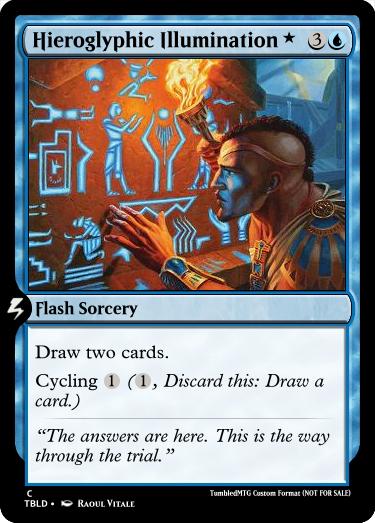 Hieroglyphic Illumination★ 3
Flash Sorcery
Draw two cards.
Cycling 1 (1, Discard this: Draw a
card.)
“The answers are here. This is the way
through the trial.”
C
TBLD • Raoul Vitale
TumbledMTG Custom Format (NOT FOR SALE)